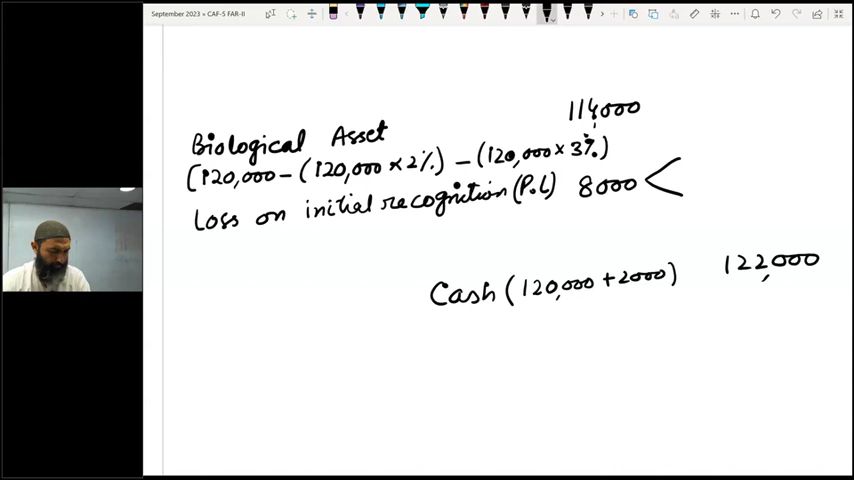 September 2023 » CAF-5 FAR-II
114,000
Biological Asset
[120,000 - (120,000 × 2%) - (120,000 × 3%)
Loss on initial recognition (P.L) 8000
Cash (120,000 + 2000) 122,000